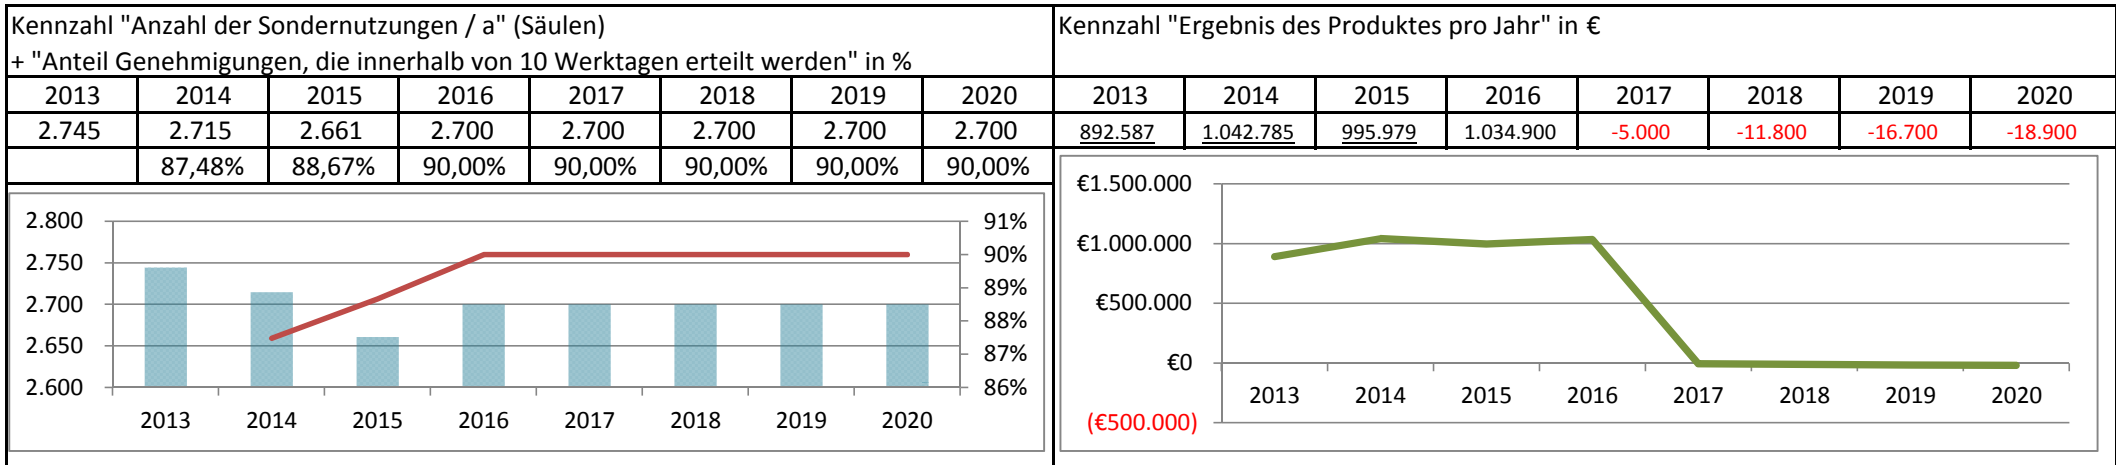 Kennzahl "Anzahl der Sondernutzungen / a" (Säulen)
+ "Anteil Genehmigungen, die innerhalb von 10 Werktagen erteilt werden" in %
2013 2014 2015 2016 2017 2018 2019 2020
2.745 2.715 2.661 2.700 2.700 2.700 2.700 2.700
87,48% 88,67% 90,00% 90,00% 90,00% 90,00% 90,00%
2.800 91%
90%
2.750
89%
2.700
88%
2.650
87%
2.600 86%
2013 2014 2015 2016 2017 2018 2019 2020
Kennzahl "Ergebnis des Produktes pro Jahr" in €
2013 2014 2015 2016 2017 2018 2019 2020
892.587 1.042.785 995.979 1.034.900 -5.000 -11.800 -16.700 -18.900
€1.500.000
€1.000.000
€500.000
€0
2013 2014 2015 2016 2017 2018 2019 2020
(€500.000)